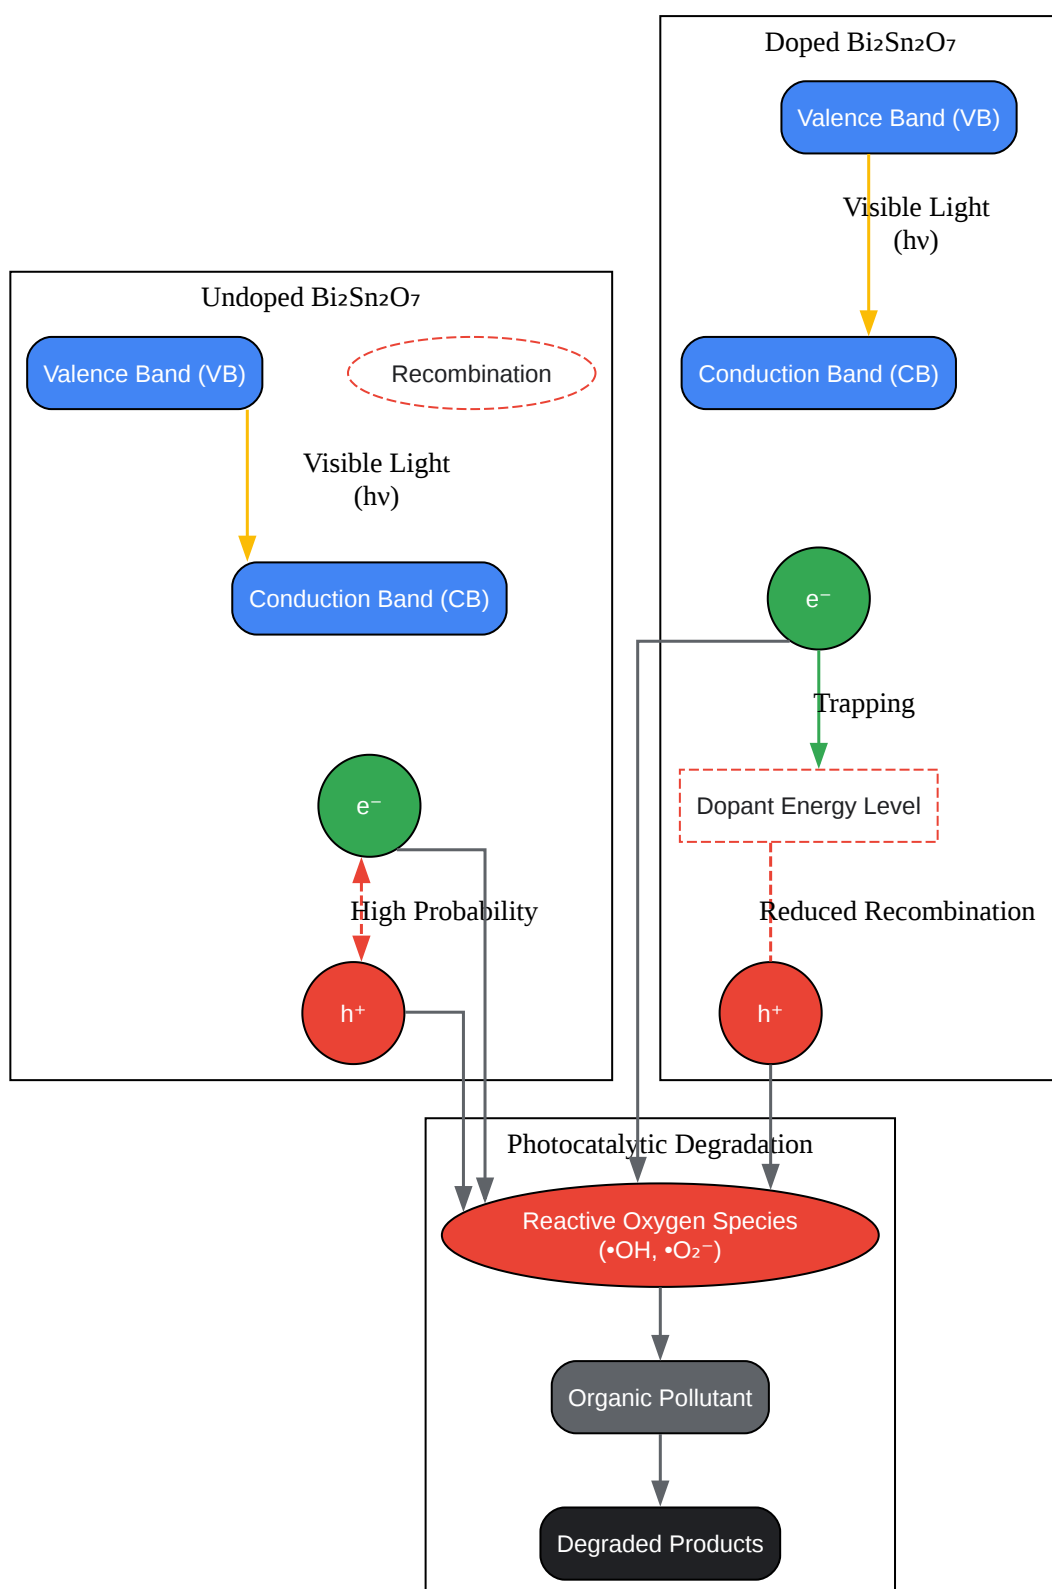 Doped Bi₂Sn₂O₇
Valence Band (VB)
Visible Light
(hν)
Conduction Band (CB)
e⁻
Trapping
Dopant Energy Level
Reduced Recombination
h⁺
Undoped Bi₂Sn₂O₇
Valence Band (VB)
Recombination
Visible Light
(hν)
Conduction Band (CB)
e⁻
High Probability
h⁺
Photocatalytic Degradation
Reactive Oxygen Species
(•OH, •O₂⁻)
Organic Pollutant
Degraded Products